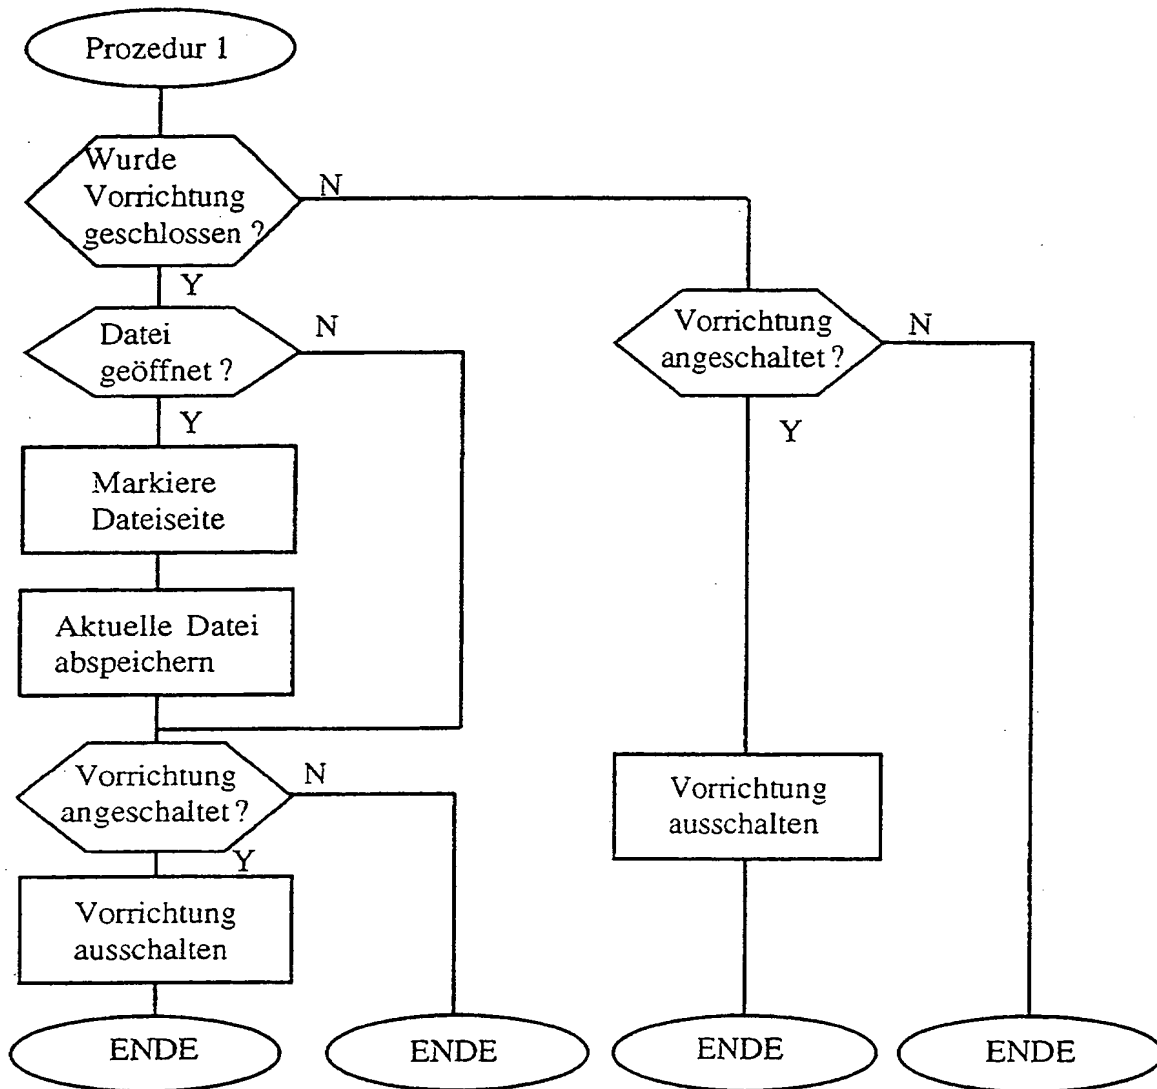 Prozedur 1
Wurde
Vorrichtung
geschlossen ?
N
Y
Datei
geöffnet ?
N
Vorrichtung
angeschaltet ?
N
Y
Y
Markiere
Dateiseite
Aktuelle Datei
abspeichern
Vorrichtung
angeschaltet ?
N
Y
Vorrichtung
ausschalten
Vorrichtung
ausschalten
ENDE
ENDE
ENDE
ENDE